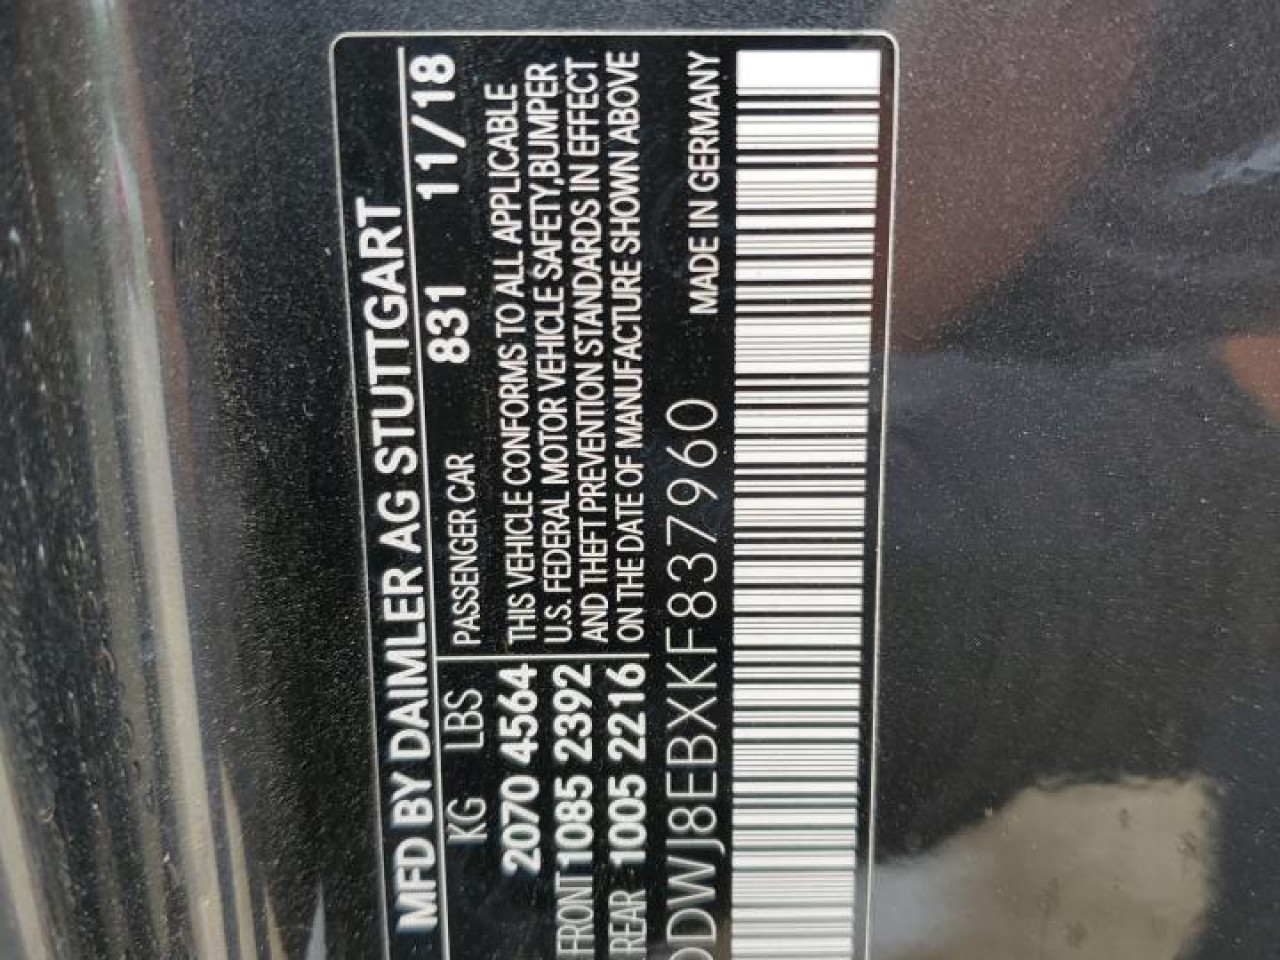 MFD BY DAIMLER AG STUTTGART
KG LBS PASSENGER CAR 831 11/18
2070 4564 THIS VEHICLE CONFORMS TO ALL APPLICABLE
U.S. FEDERAL MOTOR VEHICLE SAFETY,BUMPER
FRONT 1085 2392 AND THEFT PREVENTION STANDARDS IN EFFECT
REAR 1005 2216 ON THE DATE OF MANUFACTURE SHOWN ABOVE
DDWJ8EBXKF837960 MADE IN GERMANY